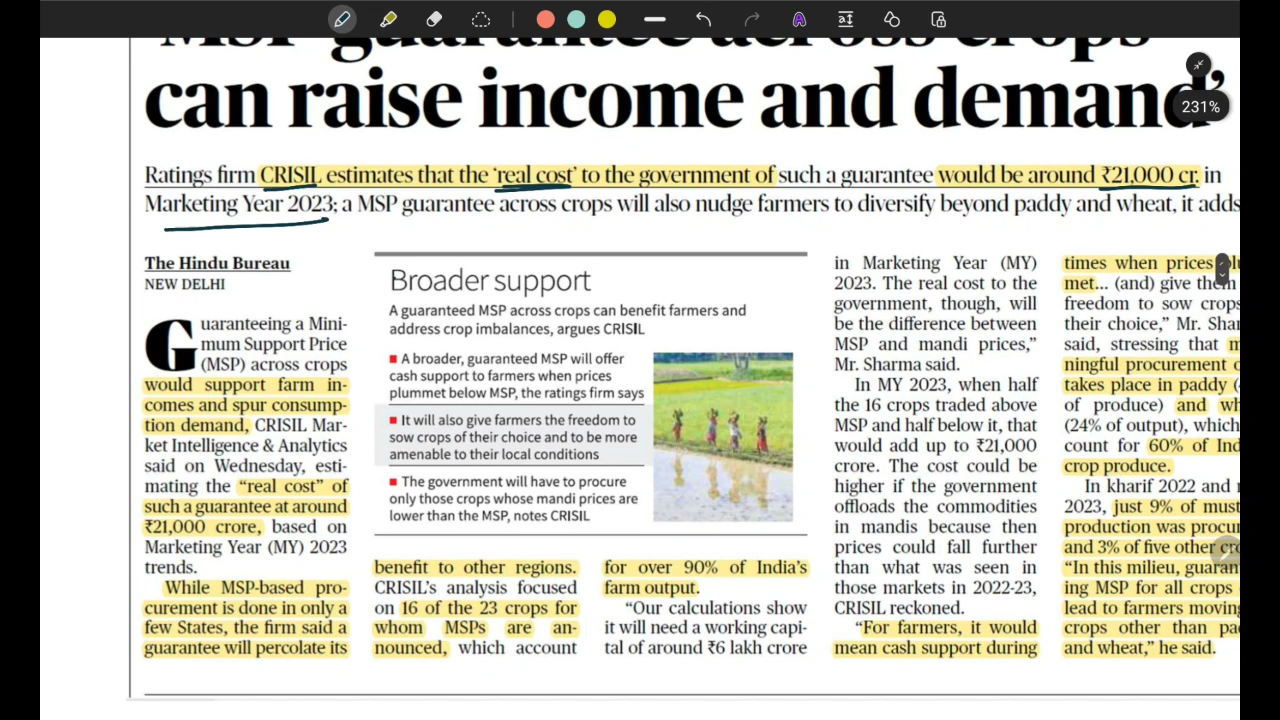 'MSP guarantee across crops
can raise income and demand'
231%
Ratings firm CRISIL estimates that the 'real cost' to the government of such a guarantee would be around ₹21,000 cr. in
Marketing Year 2023; a MSP guarantee across crops will also nudge farmers to diversify beyond paddy and wheat, it adds
The Hindu Bureau
NEW DELHI
Guaranteeing a Mini-
mum Support Price
(MSP) across crops
would support farm in-
comes and spur consump-
tion demand, CRISIL Mar-
ket Intelligence & Analytics
said on Wednesday, esti-
mating the "real cost" of
such a guarantee at around
₹21,000 crore, based on
Marketing Year (MY) 2023
trends.
While MSP-based pro-
curement is done in only a
few States, the firm said a
guarantee will percolate its
Broader support
A guaranteed MSP across crops can benefit farmers and
address crop imbalances, argues CRISIL
A broader, guaranteed MSP will offer
cash support to farmers when prices
plummet below MSP, the ratings firm says
It will also give farmers the freedom to
sow crops of their choice and to be more
amenable to their local conditions
The government will have to procure
only those crops whose mandi prices are
lower than the MSP, notes CRISIL
benefit to other regions.
CRISIL's analysis focused
on 16 of the 23 crops for
whom MSPs are an-
nounced, which account
for over 90% of India's
farm output.
"Our calculations show
it will need a working capi-
tal of around ₹6 lakh crore
in Marketing Year (MY)
2023. The real cost to the
government, though, will
be the difference between
MSP and mandi prices,"
Mr. Sharma said.
In MY 2023, when half
the 16 crops traded above
MSP and half below it, that
would add up to ₹21,000
crore. The cost could be
higher if the government
offloads the commodities
in mandis because then
prices could fall further
than what was seen in
those markets in 2022-23,
CRISIL reckoned.
"For farmers, it would
mean cash support during
times when prices
met... (and) give them
freedom to sow crops
their choice," Mr.
said, stressing that
ningful procurement
takes place in paddy
of produce) and
(24% of output), which
count for 60% of
crop produce.
In kharif 2022 and
2023, just 9% of
production was
and 3% of five other
"In this milieu,
ing MSP for all crops
lead to farmers moving
crops other than
and wheat," he said.